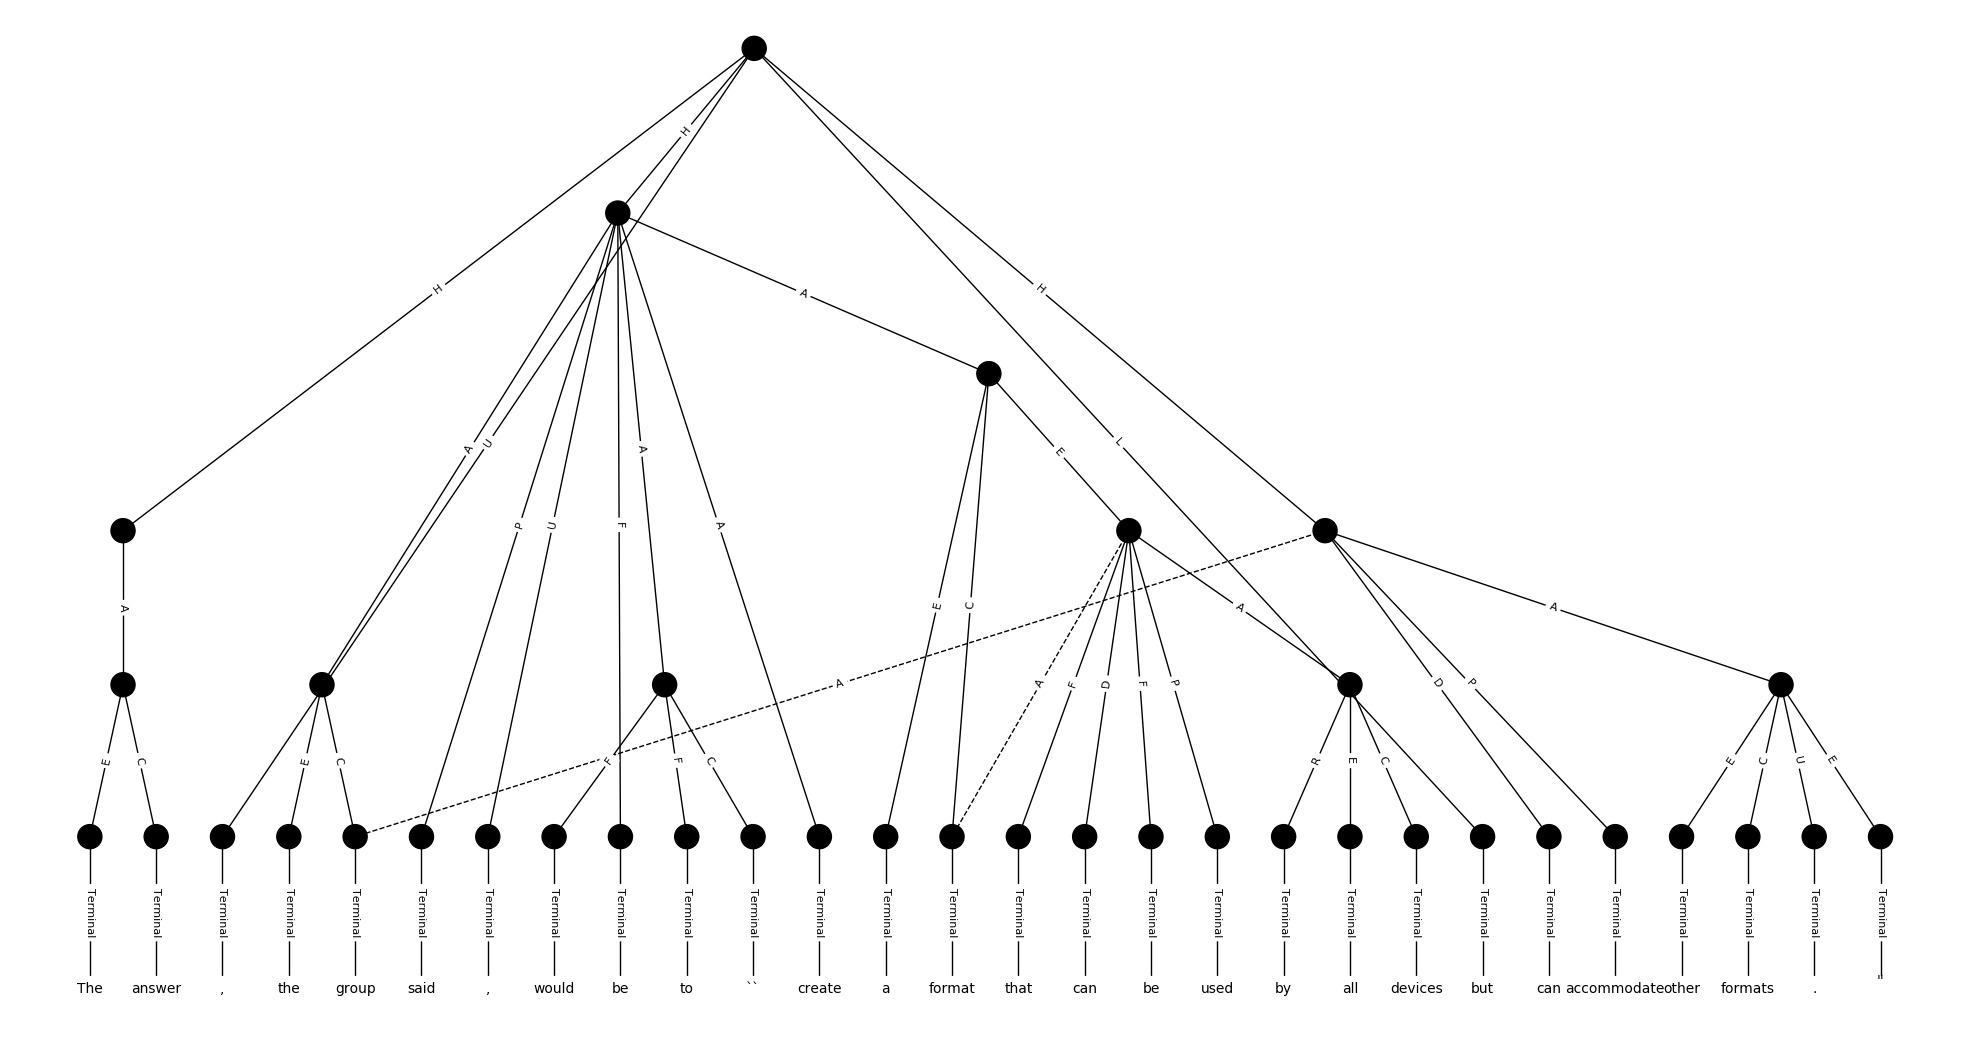 H
H
H
A
A
U
L
P
U
F
A
A
E
E
C
A
A
A
A
A
F
D
F
P
D
P
E
C
E
C
F
F
C
R
E
C
E
C
U
E
Terminal Terminal Terminal Terminal Terminal Terminal Terminal Terminal Terminal Terminal Terminal Terminal Terminal Terminal Terminal Terminal Terminal Terminal Terminal Terminal Terminal Terminal Terminal Terminal Terminal Terminal Terminal Terminal
The answer , the group said , would be to `` create a format that can be used by all devices but can accommodate other formats . "